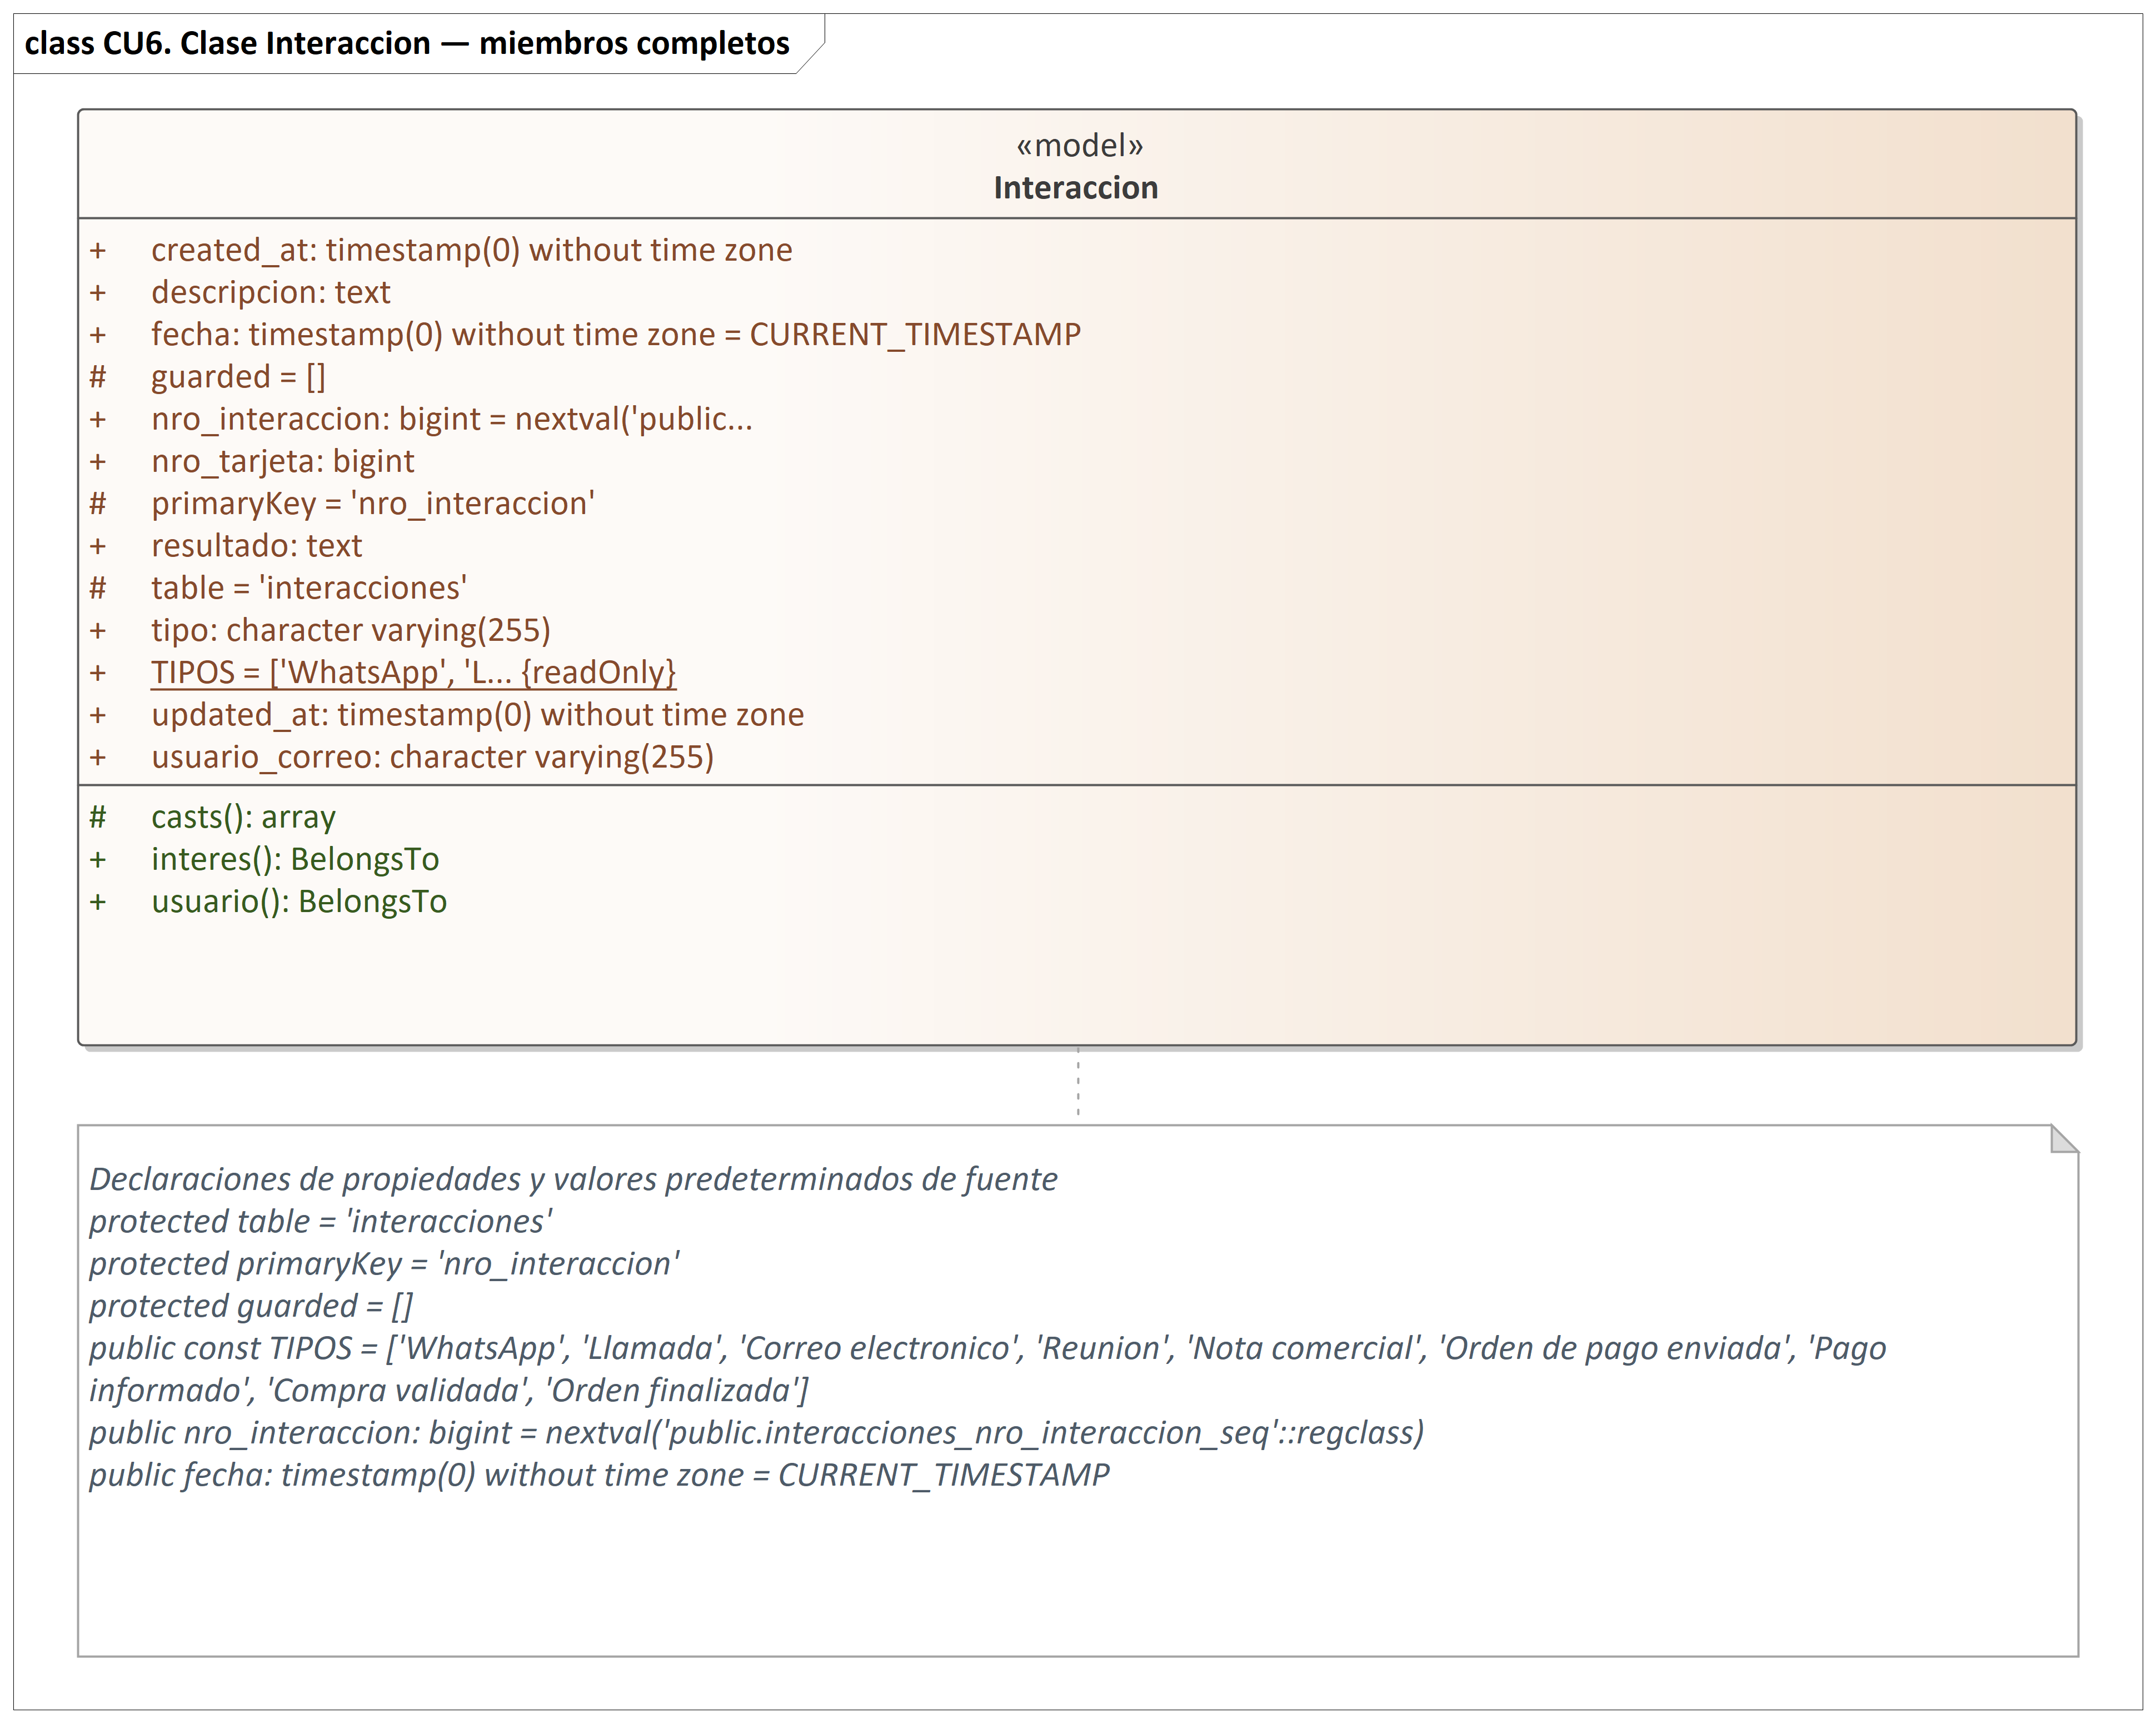 class CU6. Clase Interaccion — miembros completos
«model»
Interaccion
+ created_at: timestamp(0) without time zone
+ descripcion: text
+ fecha: timestamp(0) without time zone = CURRENT_TIMESTAMP
# guarded = []
+ nro_interaccion: bigint = nextval('public...
+ nro_tarjeta: bigint
# primaryKey = 'nro_interaccion'
+ resultado: text
# table = 'interacciones'
+ tipo: character varying(255)
+ TIPOS = ['WhatsApp', 'L... {readOnly}
+ updated_at: timestamp(0) without time zone
+ usuario_correo: character varying(255)
# casts(): array
+ interes(): BelongsTo
+ usuario(): BelongsTo
Declaraciones de propiedades y valores predeterminados de fuente
protected table = 'interacciones'
protected primaryKey = 'nro_interaccion'
protected guarded = []
public const TIPOS = ['WhatsApp', 'Llamada', 'Correo electronico', 'Reunion', 'Nota comercial', 'Orden de pago enviada', 'Pago
informado', 'Compra validada', 'Orden finalizada']
public nro_interaccion: bigint = nextval('public.interacciones_nro_interaccion_seq'::regclass)
public fecha: timestamp(0) without time zone = CURRENT_TIMESTAMP